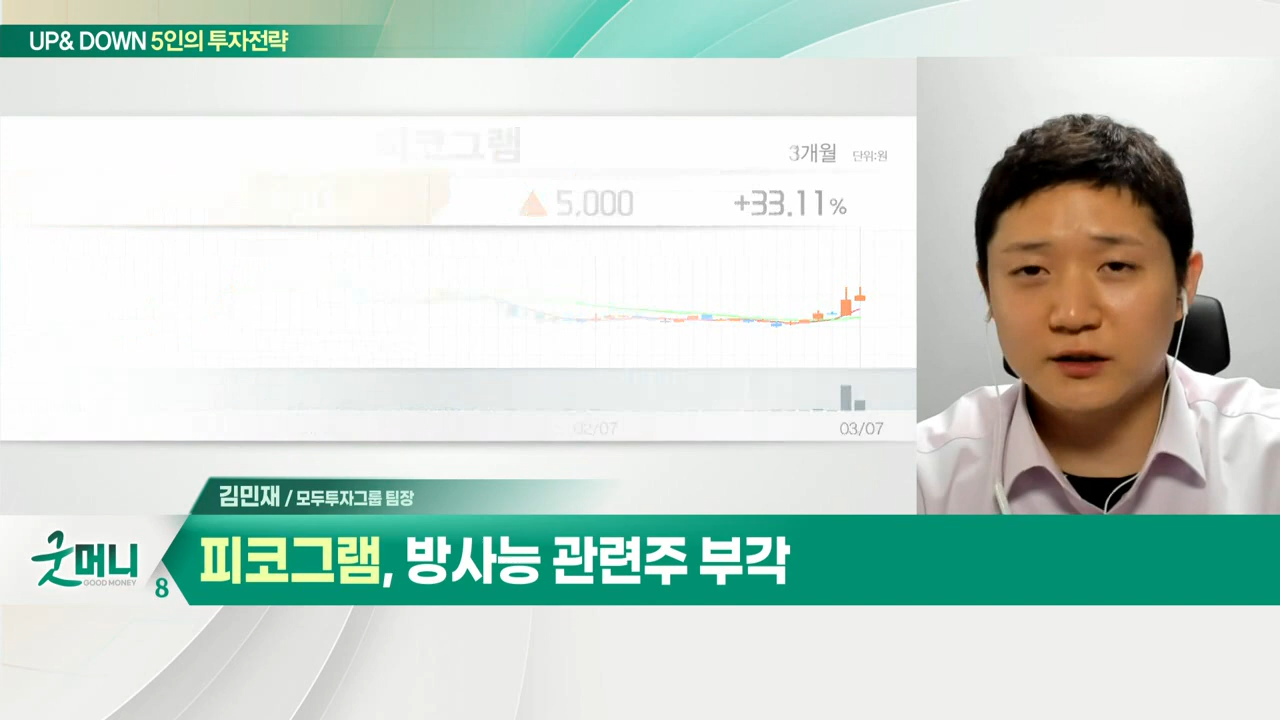 UP& DOWN 5인의 투자전략
피코그램
3개월 단위:원
▲ 5,000 +33.11%
02/07 03/07
김민재 / 모두투자그룹 팀장
굿머니
GOOD MONEY
8
피코그램, 방사능 관련주 부각